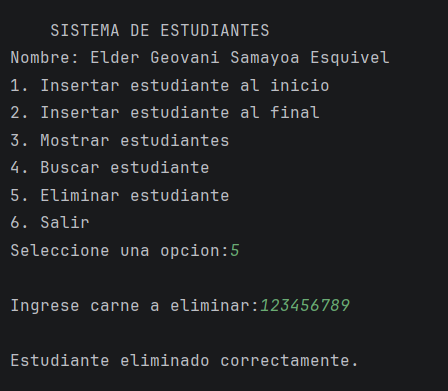 SISTEMA DE ESTUDIANTES
Nombre: Elder Geovani Samayoa Esquivel
1. Insertar estudiante al inicio
2. Insertar estudiante al final
3. Mostrar estudiantes
4. Buscar estudiante
5. Eliminar estudiante
6. Salir
Seleccione una opcion:5
Ingrese carne a eliminar:123456789
Estudiante eliminado correctamente.